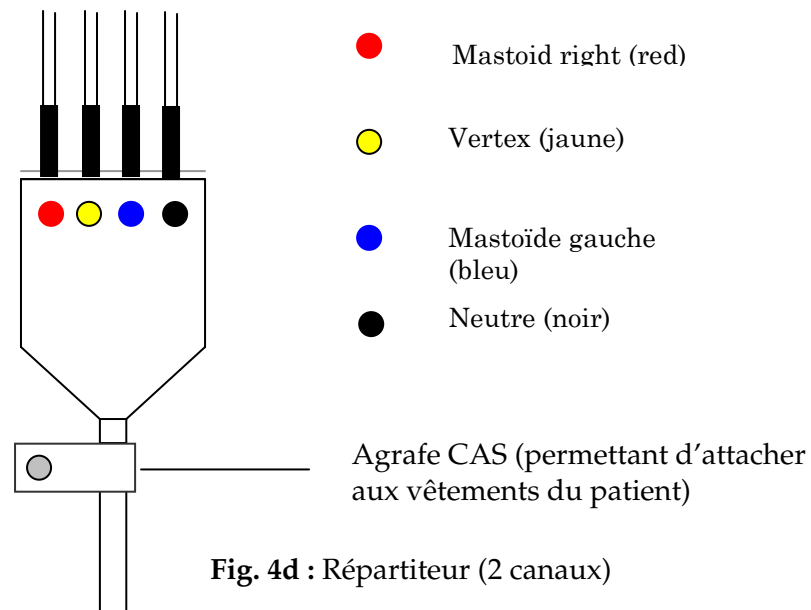 Mastoid right (red)
Vertex (jaune)
Mastoïde gauche
(bleu)
Neutre (noir)
Agrafe CAS (permettant d’attacher
aux vêtements du patient)
Fig. 4d : Répartiteur (2 canaux)